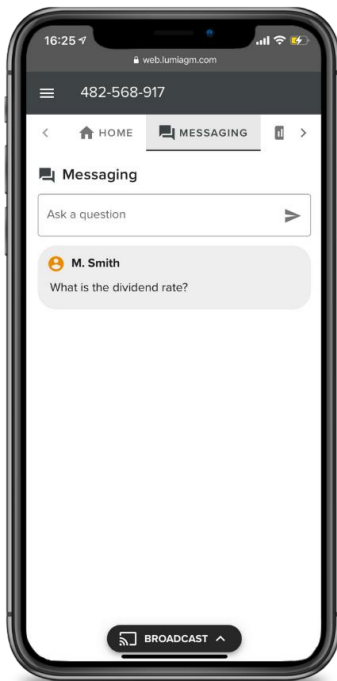 16:25
web.lumiagm.com
482-568-917
HOME
MESSAGING
Messaging
Ask a question
M. Smith
What is the dividend rate?
BROADCAST